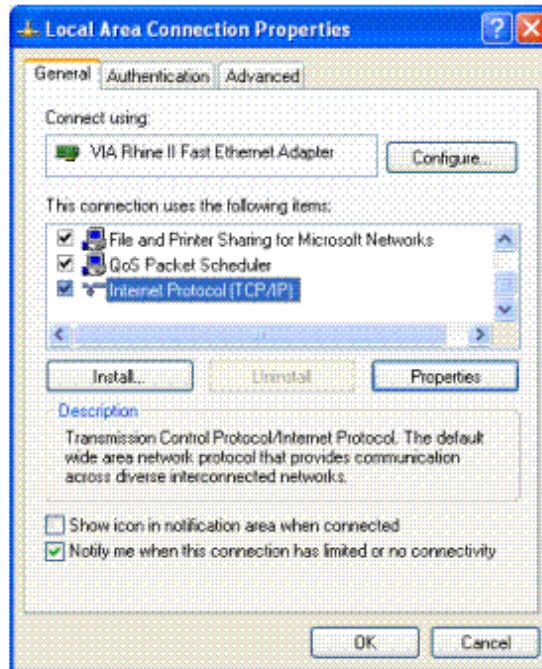 Local Area Connection Properties
General Authentication Advanced
Connect using:
VIA Rhine II Fast Ethernet Adapter
Configure...
This connection uses the following items:
File and Printer Sharing for Microsoft Networks
QoS Packet Scheduler
Internet Protocol (TCP/IP)
Install... Uninstall Properties
Description
Transmission Control Protocol/Internet Protocol. The default
wide area network protocol that provides communication
across diverse interconnected networks.
Show icon in notification area when connected
Notify me when this connection has limited or no connectivity
OK Cancel